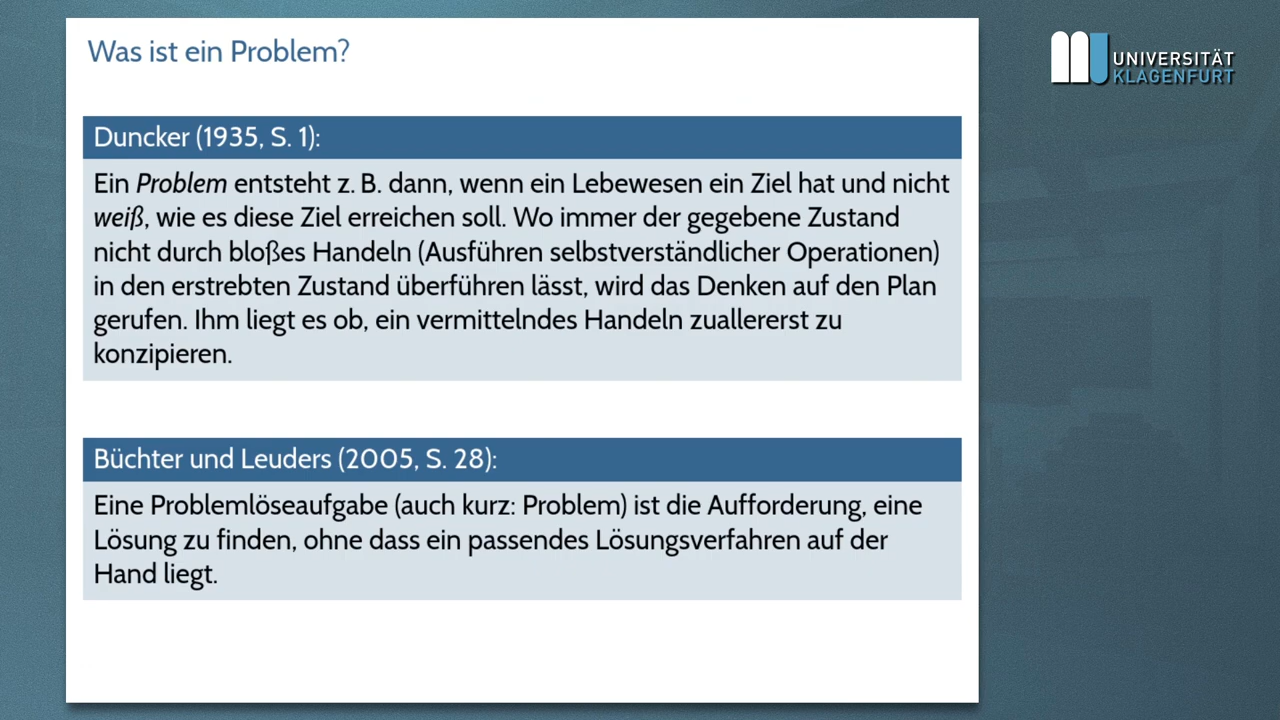 Was ist ein Problem?
UNIVERSITÄT
KLAGENFURT
Duncker (1935, S. 1):
Ein Problem entsteht z. B. dann, wenn ein Lebewesen ein Ziel hat und nicht
weiß, wie es diese Ziel erreichen soll. Wo immer der gegebene Zustand
nicht durch bloßes Handeln (Ausführen selbstverständlicher Operationen)
in den erstrebten Zustand überführen lässt, wird das Denken auf den Plan
gerufen. Ihm liegt es ob, ein vermittelndes Handeln zuallererst zu
konzipieren.
Büchter und Leuders (2005, S. 28):
Eine Problemlöseaufgabe (auch kurz: Problem) ist die Aufforderung, eine
Lösung zu finden, ohne dass ein passendes Lösungsverfahren auf der
Hand liegt.